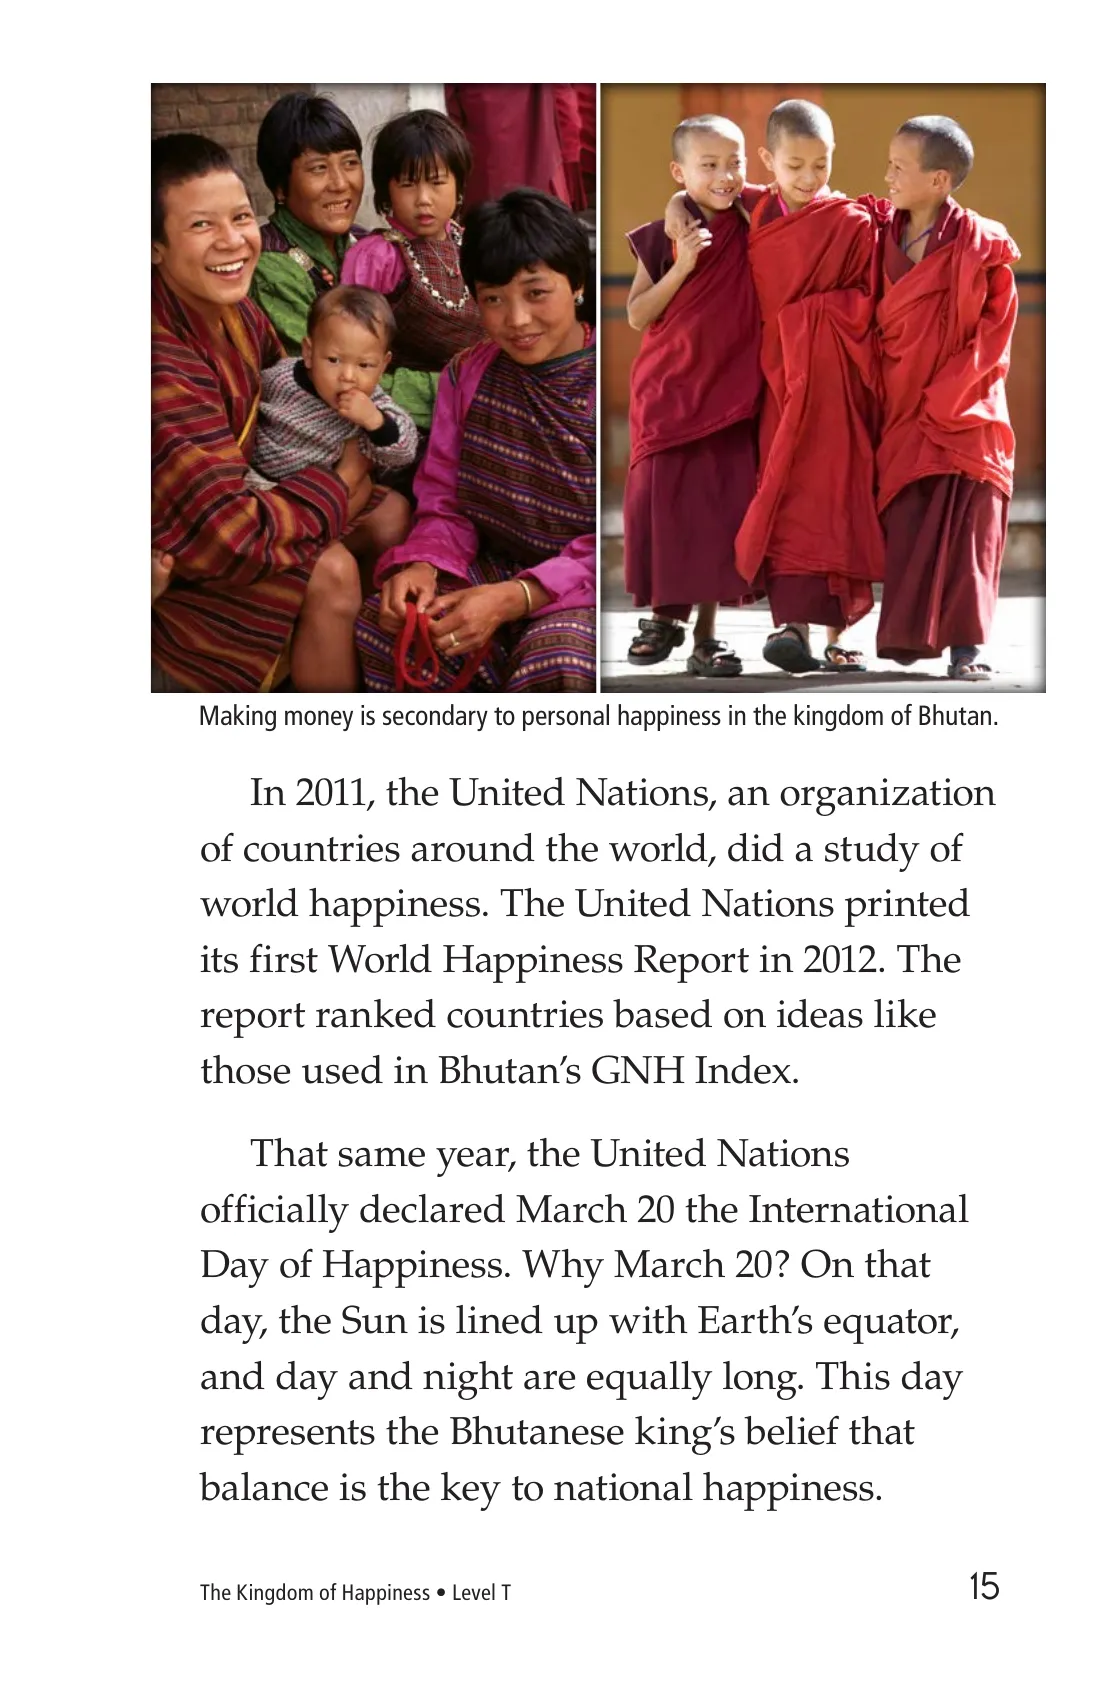 Making money is secondary to personal happiness in the kingdom of Bhutan.
In 2011, the United Nations, an organization
of countries around the world, did a study of
world happiness. The United Nations printed
its first World Happiness Report in 2012. The
report ranked countries based on ideas like
those used in Bhutan’s GNH Index.
That same year, the United Nations
officially declared March 20 the International
Day of Happiness. Why March 20? On that
day, the Sun is lined up with Earth’s equator,
and day and night are equally long. This day
represents the Bhutanese king’s belief that
balance is the key to national happiness.
The Kingdom of Happiness • Level T
15